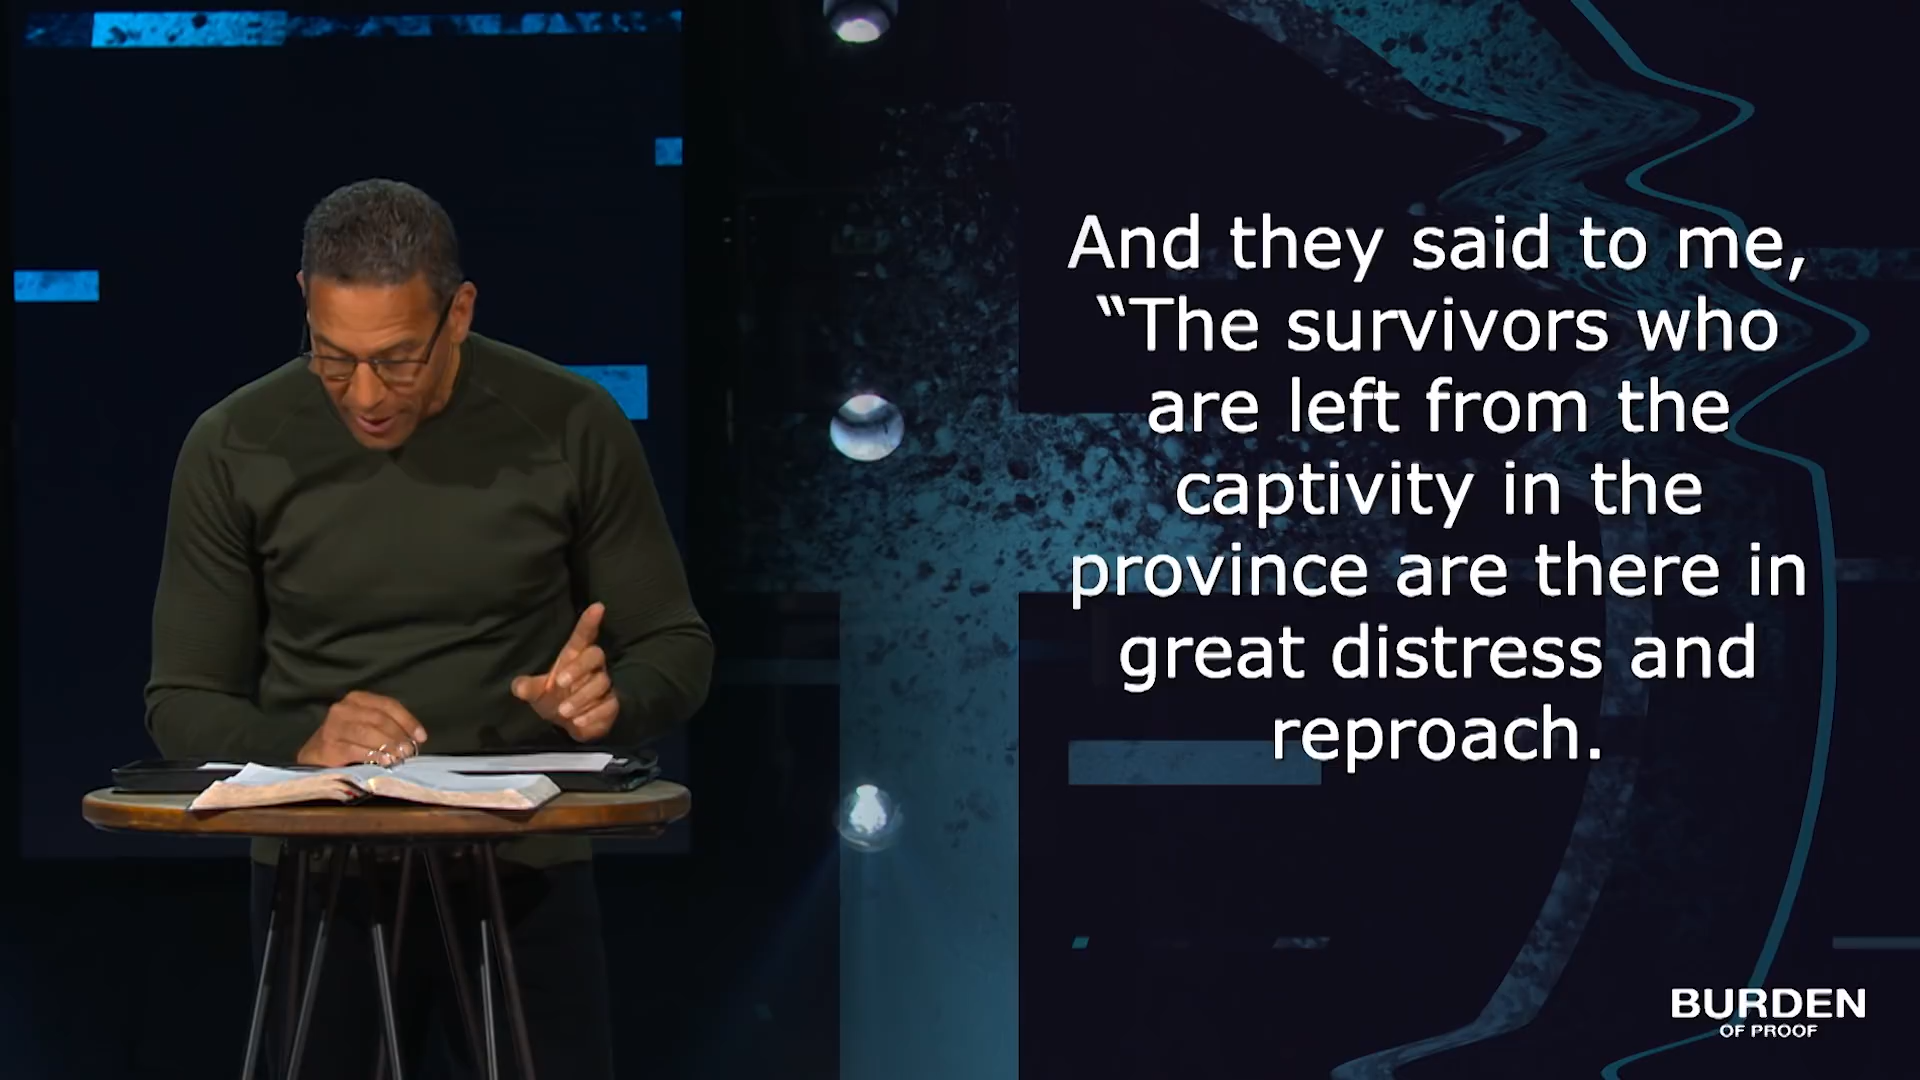 And they said to me,
“The survivors who
are left from the
captivity in the
province are there in
great distress and
reproach.
BURDEN
OF PROOF